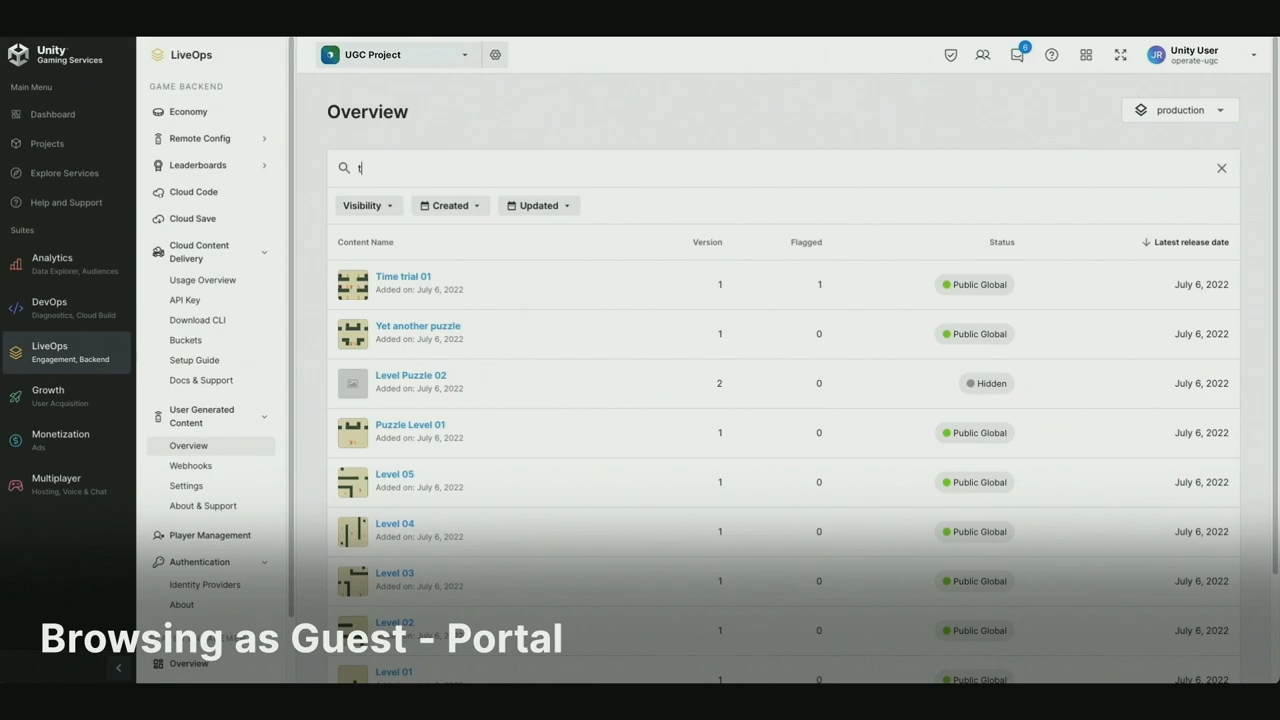 Unity
Gaming Services
Main Menu
Dashboard
Projects
Explore Services
Help and Support
Suites
Analytics
Data Explorer, Audiences
DevOps
Diagnostics, Cloud Build
LiveOps
Engagement, Backend
Growth
User Acquisition
Monetization
Ads
Multiplayer
Hosting, Voice & Chat
LiveOps
GAME BACKEND
Economy
Remote Config
Leaderboards
Cloud Code
Cloud Save
Cloud Content
Delivery
Usage Overview
API Key
Download CLI
Buckets
Setup Guide
Docs & Support
User Generated
Content
Overview
Webhooks
Settings
About & Support
Player Management
Authentication
Identity Providers
About
Overview
UGC Project
6
JR
Unity User
operate-ugc
Overview
production
t
Visibility
Created
Updated
Content Name Version Flagged Status Latest release date
Time trial 01
Added on: July 6, 2022
1 1 Public Global July 6, 2022
Yet another puzzle
Added on: July 6, 2022
1 0 Public Global July 6, 2022
Level Puzzle 02
Added on: July 6, 2022
2 0 Hidden July 6, 2022
Puzzle Level 01
Added on: July 6, 2022
1 0 Public Global July 6, 2022
Level 05
Added on: July 6, 2022
1 0 Public Global July 6, 2022
Level 04
Added on: July 6, 2022
1 0 Public Global July 6, 2022
Level 03
Added on: July 6, 2022
1 0 Public Global July 6, 2022
Level 02
Added on: July 6, 2022
1 0 Public Global July 6, 2022
Level 01
1 0 Public Global July 6, 2022
Browsing as Guest - Portal